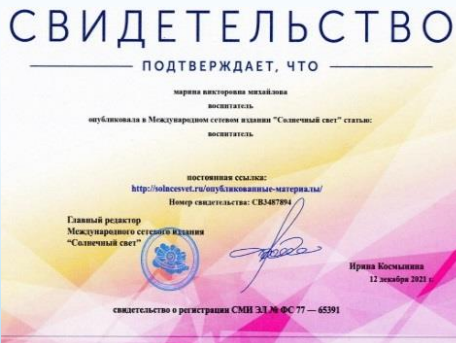 СВИДЕТЕЛЬСТВО
ПОДТВЕРЖДАЕТ, ЧТО
марина викторовна михайлова
воспитатель
опубликовала в Международном сетевом издании "Солнечный свет" статью:
воспитатель
постоянная ссылка:
http://solncesvet.ru/опубликованные-материалы/
Номер свидетельства: СВ3487894
Главный редактор
Международного сетевого издания
“Солнечный свет”
Ирина Космынина
12 декабря 2021 г.
свидетельство о регистрации СМИ ЭЛ № ФС 77 — 65391